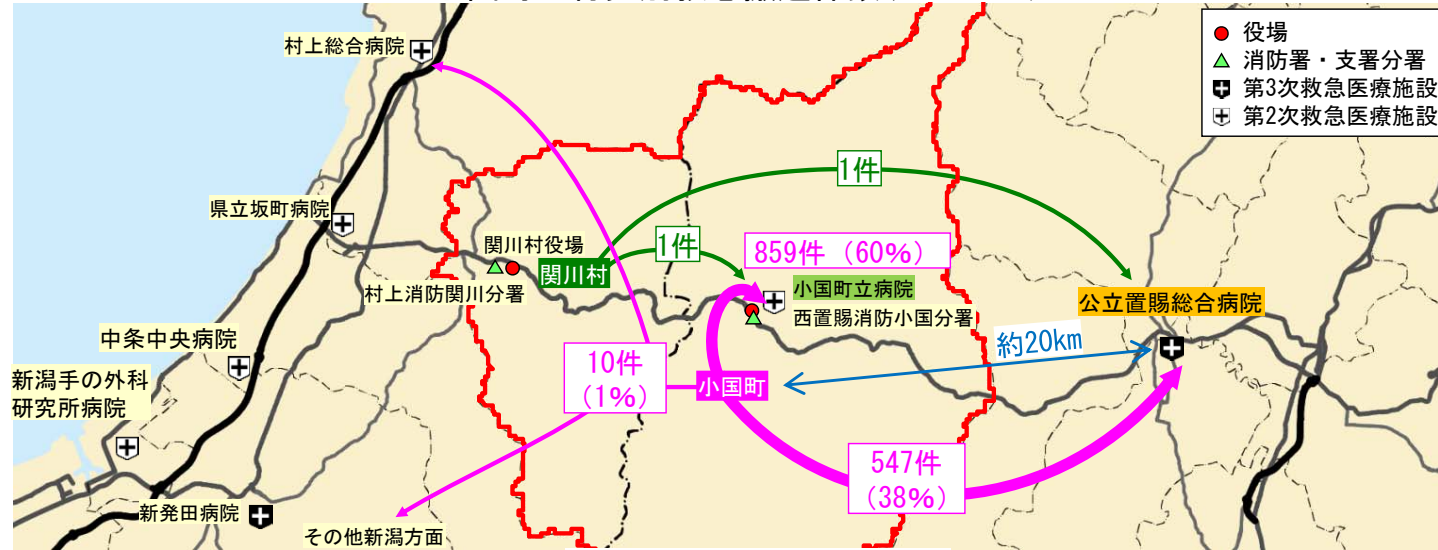 役場
消防署・支署分署
第3次救急医療施設
第2次救急医療施設
村上総合病院
1件
県立坂町病院
関川村役場
1件
859件（60%）
関川村
村上消防関川分署
小国町立病院
西置賜消防小国分署
公立置賜総合病院
中条中央病院
約20km
10件
（1%）
小国町
新潟手の外科
研究所病院
547件
（38%）
新発田病院
その他新潟方面